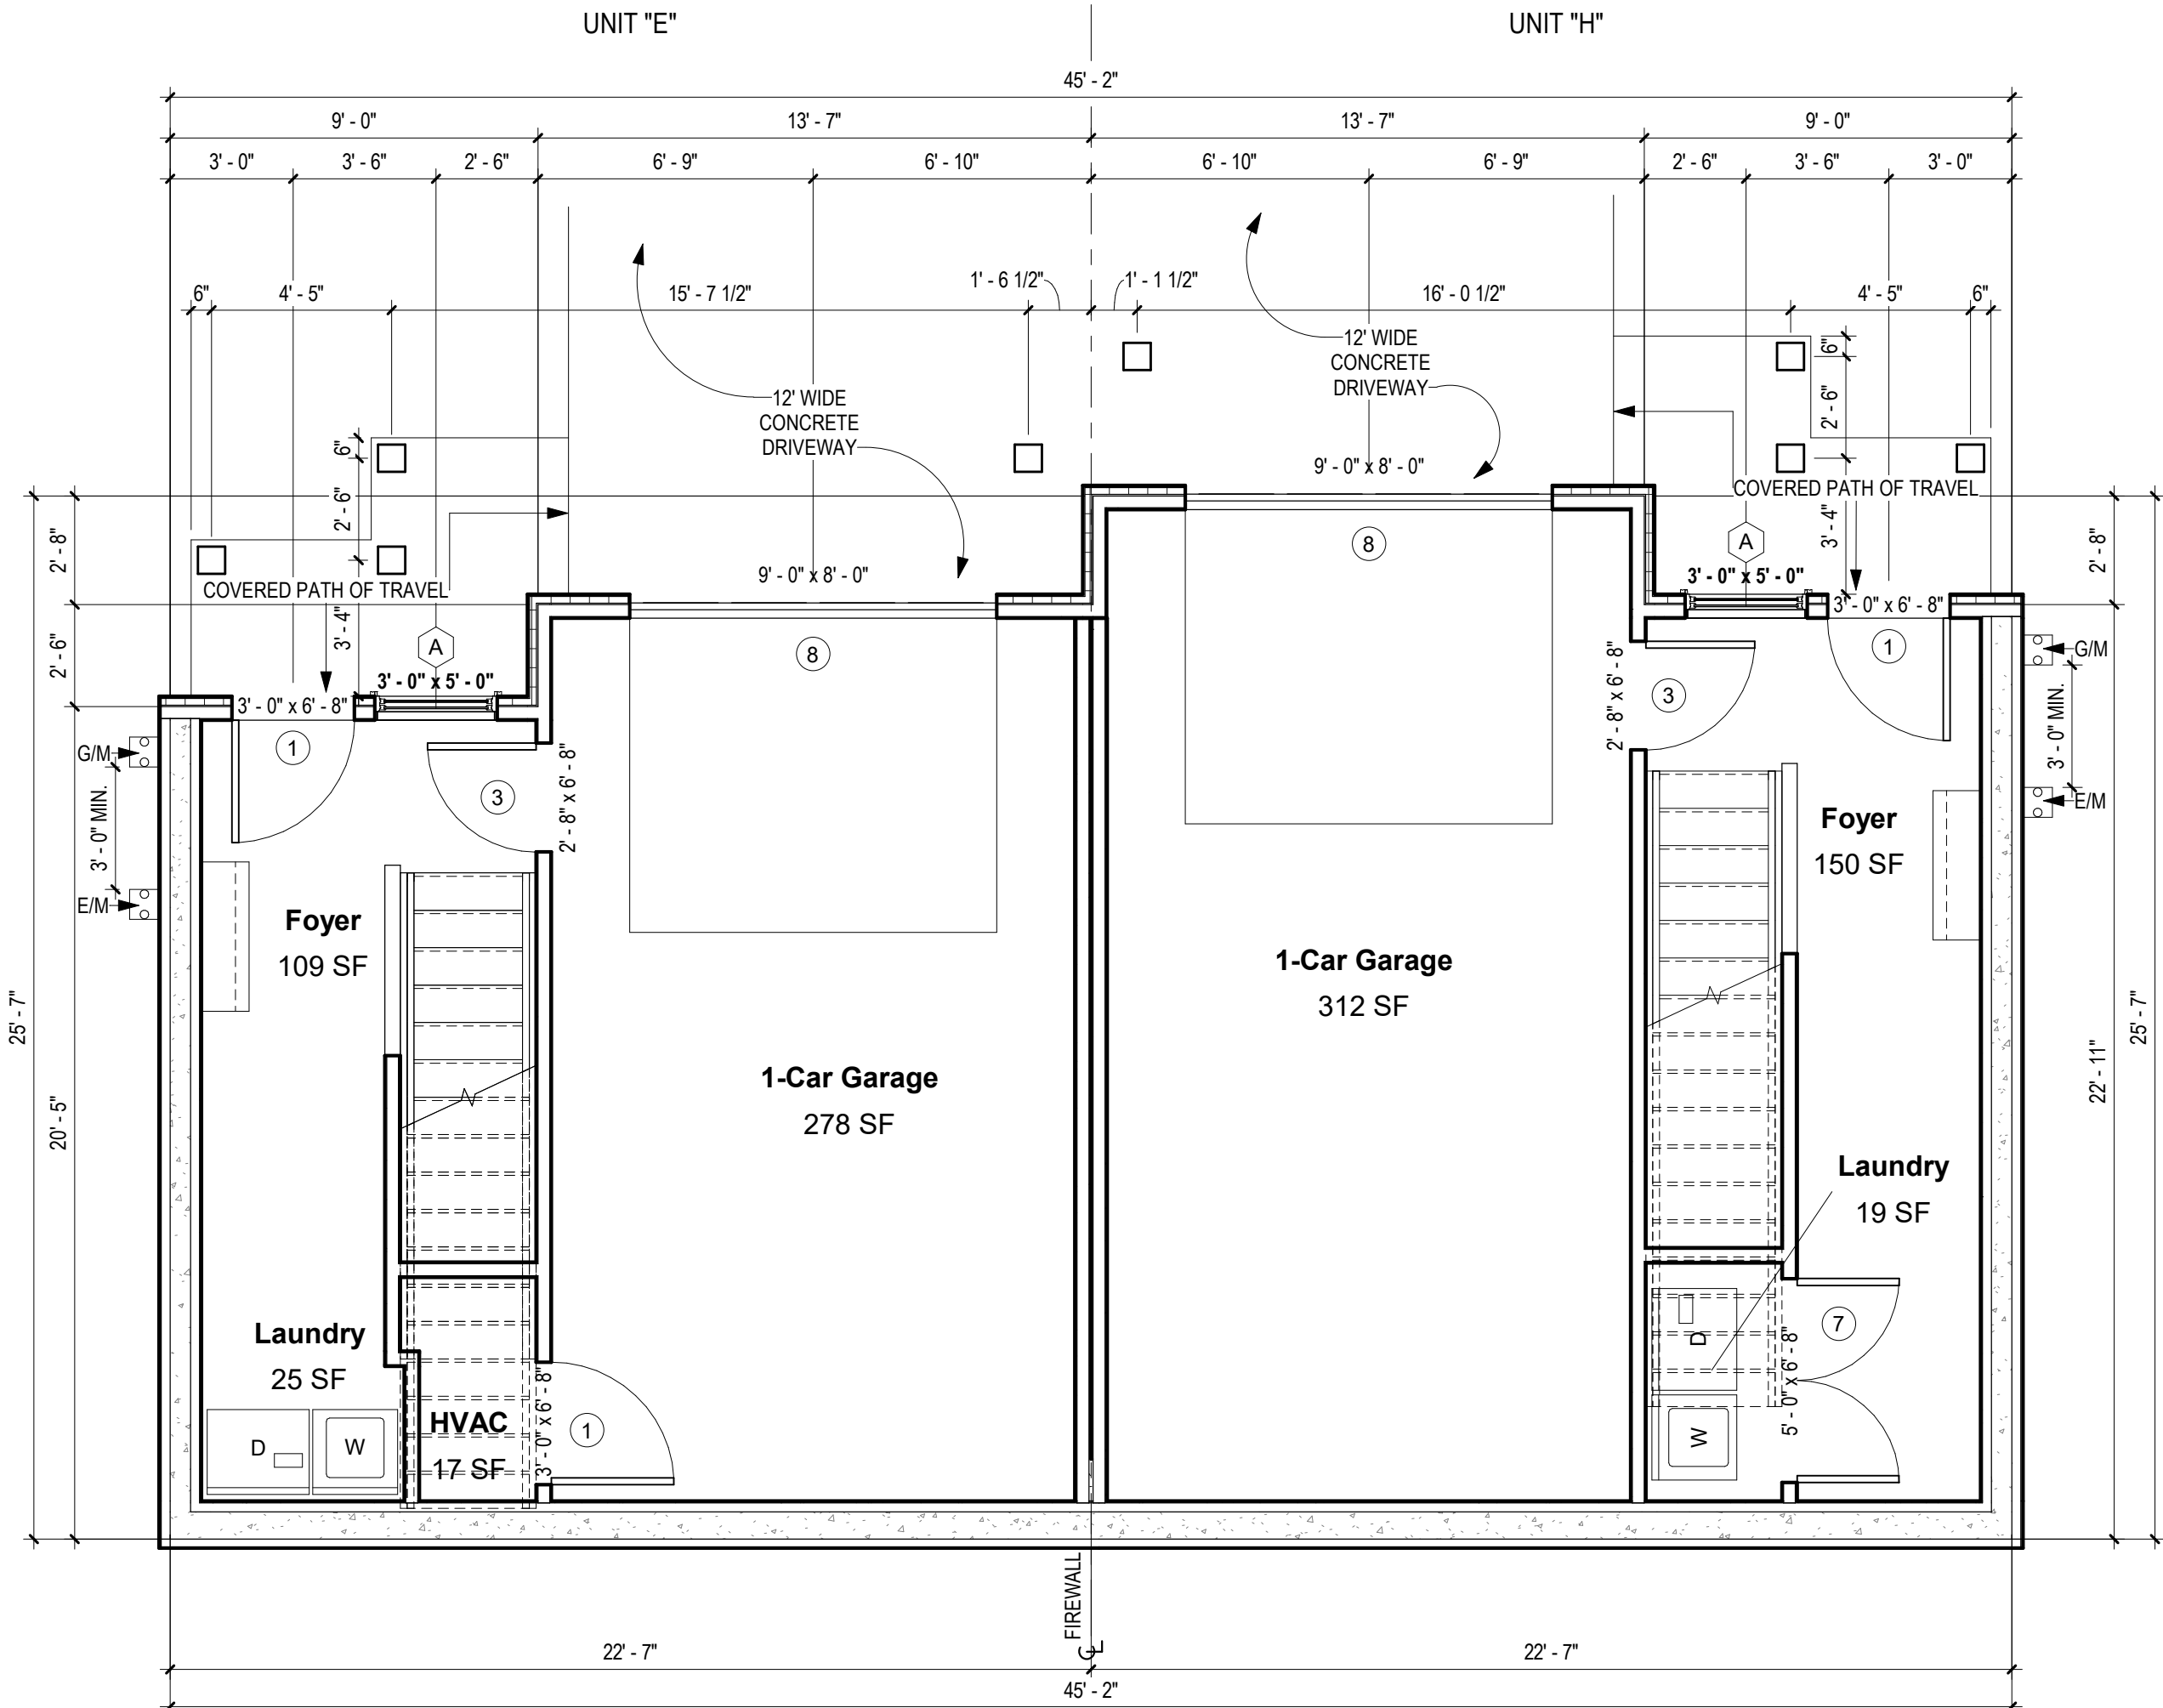 UNIT "E"
UNIT "H"
45' - 2"
9' - 0"
13' - 7"
13' - 7"
9' - 0"
3' - 0"
3' - 6"
2' - 6"
6' - 9"
6' - 10"
6' - 10"
6' - 9"
2' - 6"
3' - 6"
3' - 0"
6"
4' - 5"
15' - 7 1/2"
1' - 6 1/2"
1' - 1 1/2"
16' - 0 1/2"
4' - 5"
6"
12' WIDE
CONCRETE
DRIVEWAY
12' WIDE
CONCRETE
DRIVEWAY
6"
2' - 6"
3' - 4"
6"
2' - 6"
3' - 4"
9' - 0" x 8' - 0"
9' - 0" x 8' - 0"
COVERED PATH OF TRAVEL
COVERED PATH OF TRAVEL
A
A
8
8
3' - 0" x 5' - 0"
3' - 0" x 5' - 0"
3' - 0" x 6' - 8"
3' - 0" x 6' - 8"
2' - 8"
2' - 6"
25' - 7"
20' - 5"
2' - 8"
22' - 11"
25' - 7"
G/M
3' - 0" MIN.
E/M
G/M
3' - 0" MIN.
E/M
1
3
2' - 8" x 6' - 8"
2' - 8" x 6' - 8"
3
1
Foyer
109 SF
Foyer
150 SF
1-Car Garage
278 SF
1-Car Garage
312 SF
Laundry
25 SF
Laundry
19 SF
D
W
HVAC
17 SF
3' - 0" x 6' - 8"
1
D
W
5' - 0" x 6' - 8"
7
FIREWALL
CL
22' - 7"
22' - 7"
45' - 2"